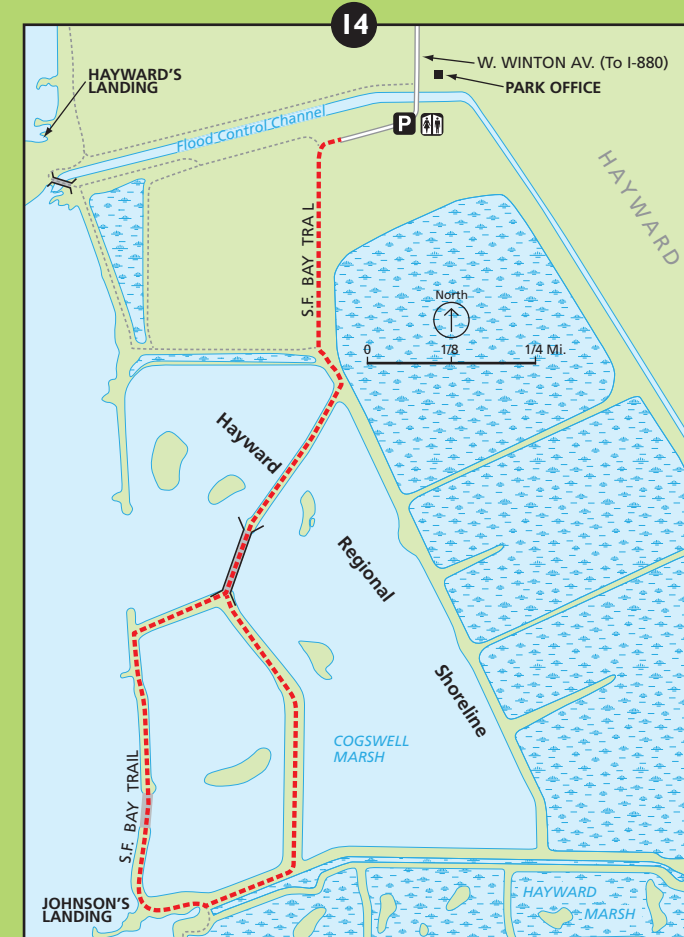 14
W. WINTON AV. (To I-880)
PARK OFFICE
HAYWARD'S
LANDING
Flood Control Channel
P
HAYWARD
S.F. BAY TRAIL
North
0 1/8 1/4 Mi.
Hayward
Regional
Shoreline
COGSWELL
MARSH
S.F. BAY TRAIL
JOHNSON'S
LANDING
HAYWARD
MARSH